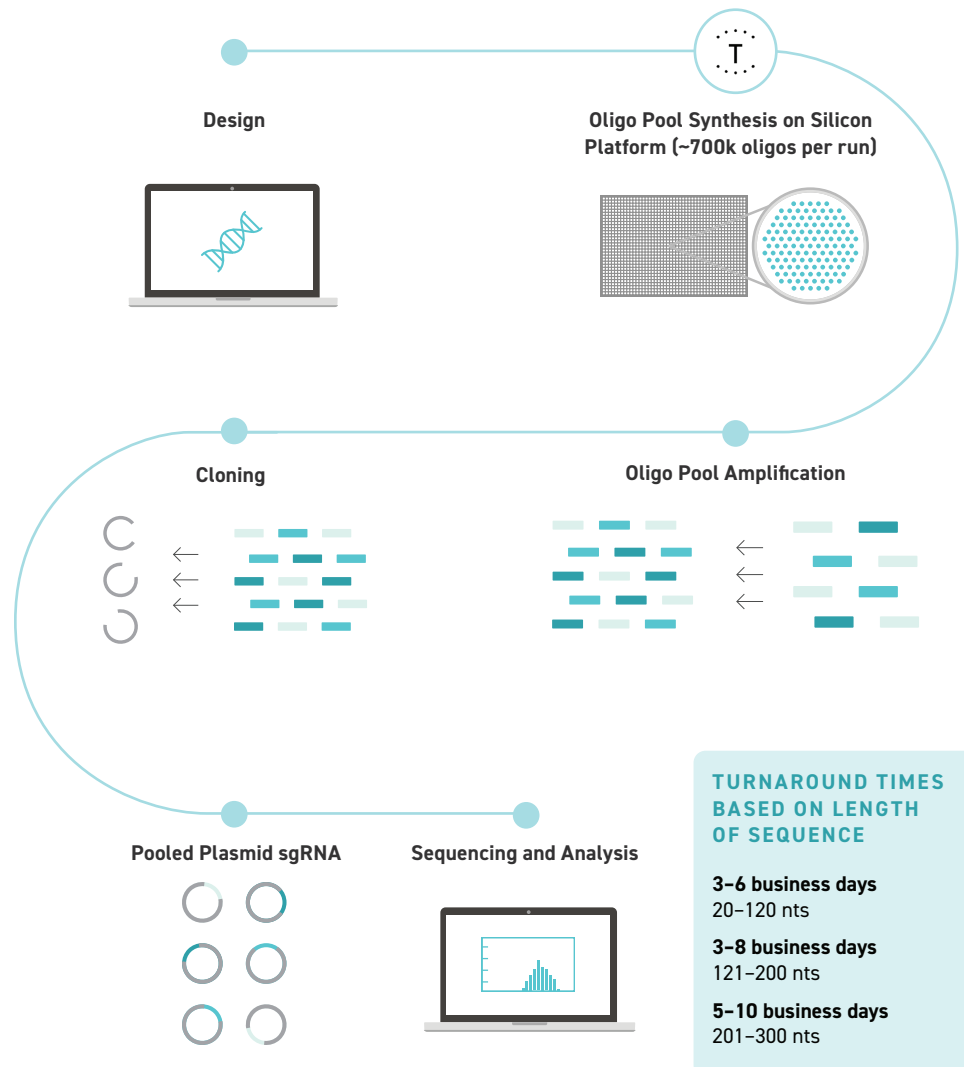 T
Design
Oligo Pool Synthesis on Silicon
Platform (~700k oligos per run)
Cloning
Oligo Pool Amplification
Pooled Plasmid sgRNA
Sequencing and Analysis
TURNAROUND TIMES
BASED ON LENGTH
OF SEQUENCE
3–6 business days
20–120 nts
3–8 business days
121–200 nts
5–10 business days
201–300 nts